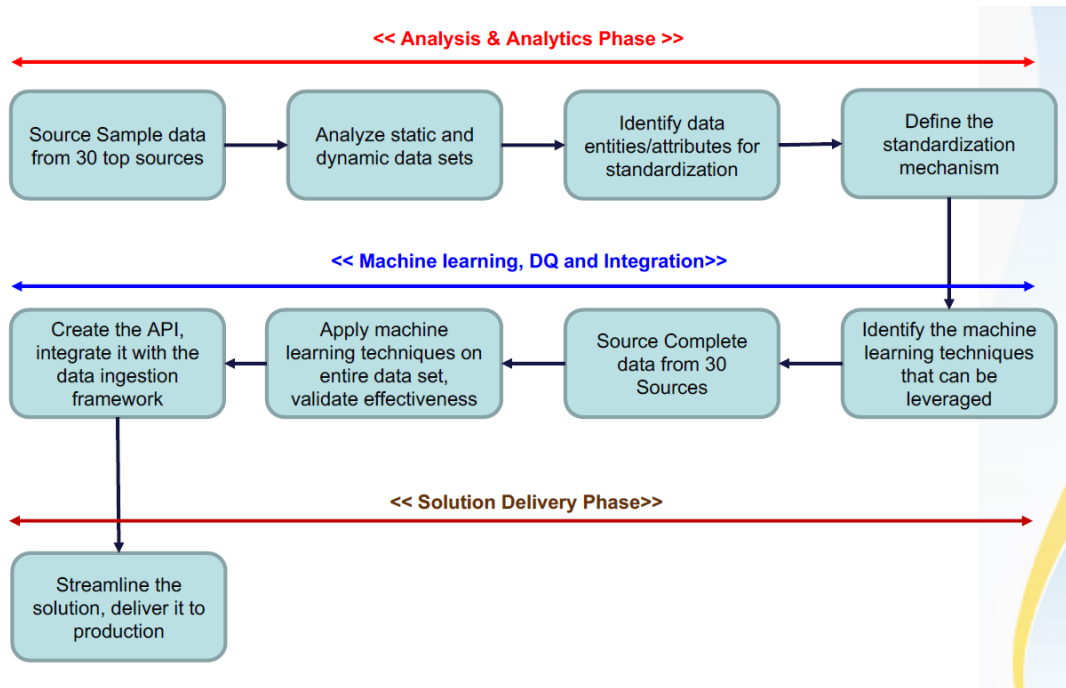 << Analysis & Analytics Phase >>
Source Sample data
from 30 top sources
Analyze static and
dynamic data sets
Identify data
entities/attributes for
standardization
Define the
standardization
mechanism
<< Machine learning, DQ and Integration>>
Create the API,
integrate it with the
data ingestion
framework
Apply machine
learning techniques on
entire data set,
validate effectiveness
Source Complete
data from 30
Sources
Identify the machine
learning techniques
that can be
leveraged
<< Solution Delivery Phase>>
Streamline the
solution, deliver it to
production